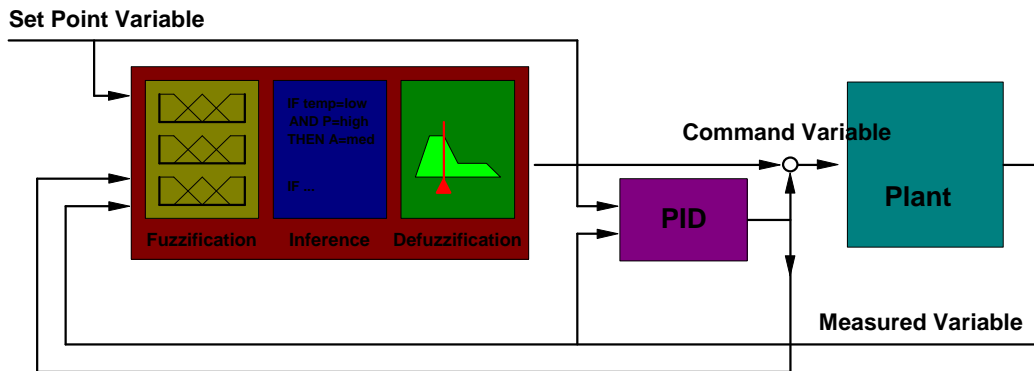 Set Point Variable
IF temp=low
AND P=high
THEN A=med
IF ...
Fuzzification
Inference
Defuzzification
Command Variable
PID
Plant
Measured Variable